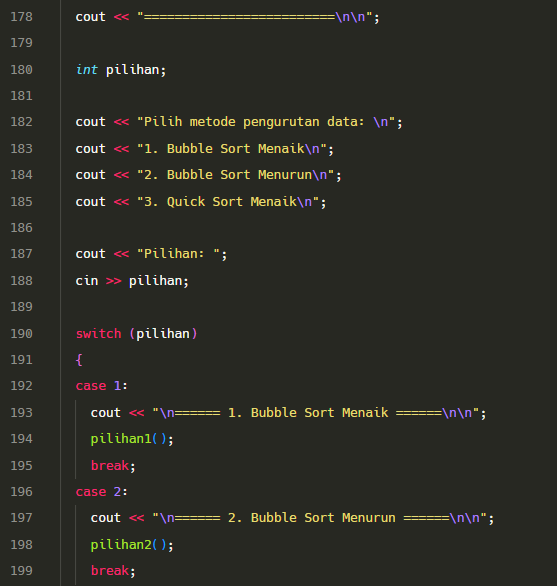 178 cout << "=========================\n\n";
179
180 int pilihan;
181
182 cout << "Pilih metode pengurutan data: \n";
183 cout << "1. Bubble Sort Menaik\n";
184 cout << "2. Bubble Sort Menurun\n";
185 cout << "3. Quick Sort Menaik\n";
186
187 cout << "Pilihan: ";
188 cin >> pilihan;
189
190 switch (pilihan)
191 {
192 case 1:
193 cout << "\n====== 1. Bubble Sort Menaik ======\n\n";
194 pilihan1();
195 break;
196 case 2:
197 cout << "\n====== 2. Bubble Sort Menurun ======\n\n";
198 pilihan2();
199 break;